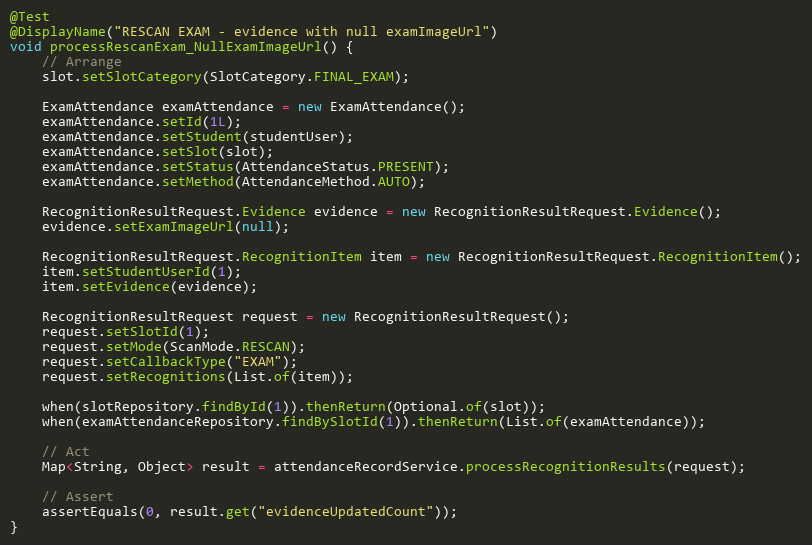 @Test
@DisplayName("RESCAN EXAM - evidence with null examImageUrl")
void processRescanExam_NullExamImageUrl() {
    // Arrange
    slot.setSlotCategory(SlotCategory.FINAL_EXAM);

    ExamAttendance examAttendance = new ExamAttendance();
    examAttendance.setId(1L);
    examAttendance.setStudent(studentUser);
    examAttendance.setSlot(slot);
    examAttendance.setStatus(AttendanceStatus.PRESENT);
    examAttendance.setMethod(AttendanceMethod.AUTO);

    RecognitionResultRequest.Evidence evidence = new RecognitionResultRequest.Evidence();
    evidence.setExamImageUrl(null);

    RecognitionResultRequest.RecognitionItem item = new RecognitionResultRequest.RecognitionItem();
    item.setStudentUserId(1);
    item.setEvidence(evidence);

    RecognitionResultRequest request = new RecognitionResultRequest();
    request.setSlotId(1);
    request.setMode(ScanMode.RESCAN);
    request.setCallbackType("EXAM");
    request.setRecognitions(List.of(item));

    when(slotRepository.findById(1)).thenReturn(Optional.of(slot));
    when(examAttendanceRepository.findBySlotId(1)).thenReturn(List.of(examAttendance));

    // Act
    Map<String, Object> result = attendanceRecordService.processRecognitionResults(request);

    // Assert
    assertEquals(0, result.get("evidenceUpdatedCount"));
}